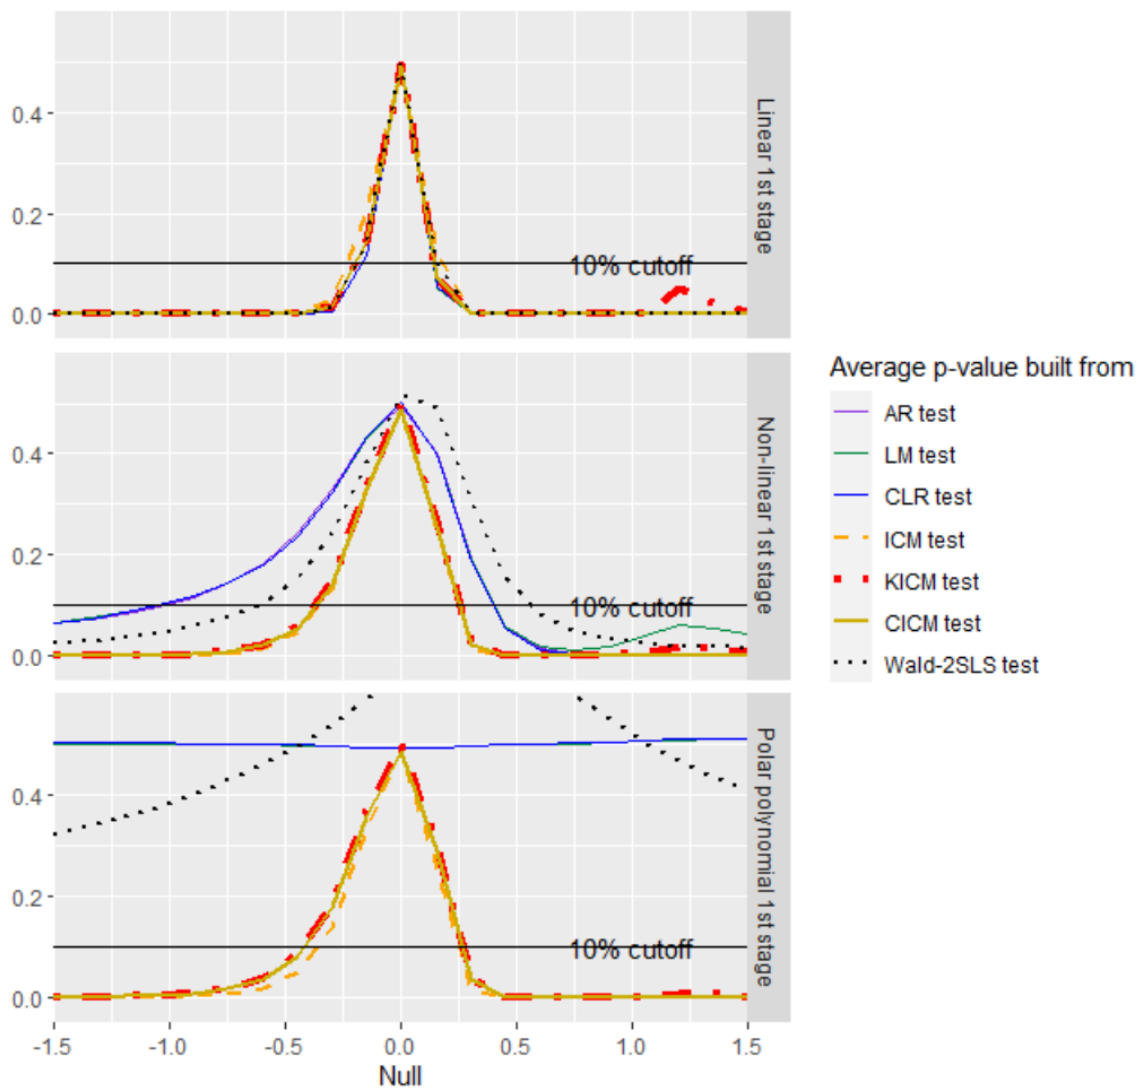 0.4
0.2
0.0
10% cutoff
Linear 1st stage
0.4
0.2
0.0
10% cutoff
Non-linear 1st stage
0.4
0.2
0.0
10% cutoff
Polar polynomial 1st stage
-1.5
-1.0
-0.5
0.0
0.5
1.0
1.5
Null
Average p-value built from
AR test
LM test
CLR test
ICM test
KICM test
CICM test
Wald-2SLS test